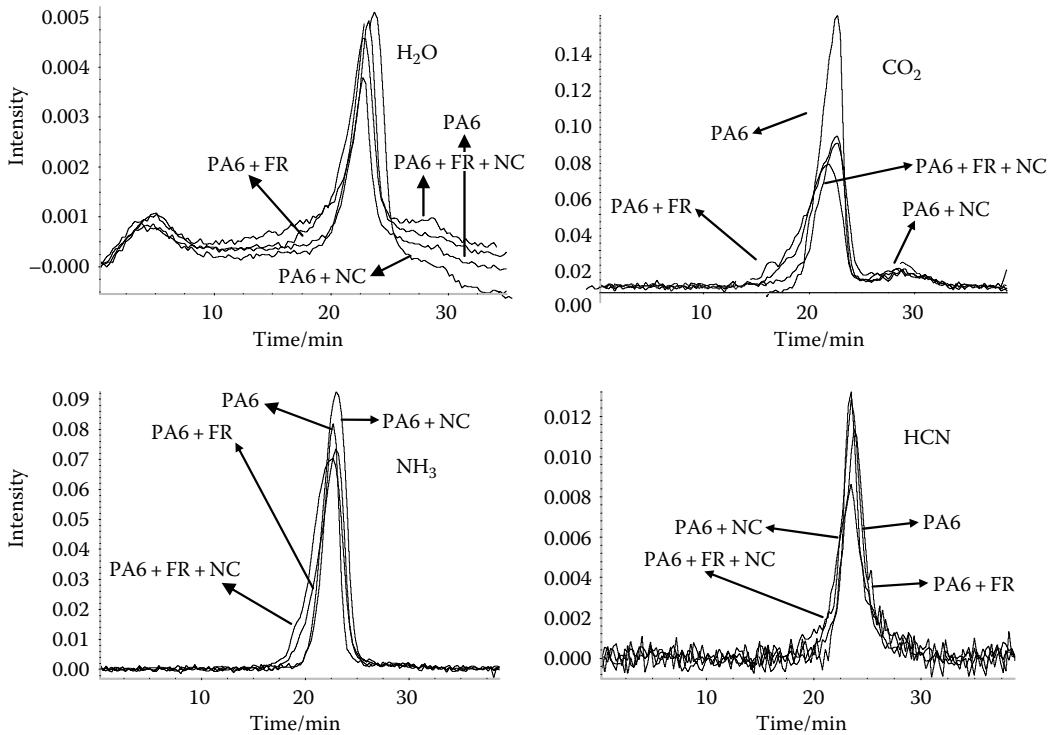 0.005
0.004
0.003
0.002
0.001
−0.000
Intensity
H₂O
PA6
PA6 + FR
PA6 + FR + NC
PA6 + NC
10
20
30
Time/min
0.14
0.12
0.10
0.08
0.06
0.04
0.02
0.00
CO₂
PA6
PA6 + FR + NC
PA6 + FR
PA6 + NC
10
20
30
Time/min
0.09
0.08
0.07
0.06
0.05
0.04
0.03
0.02
0.01
0.00
Intensity
PA6
PA6 + NC
PA6 + FR
NH₃
PA6 + FR + NC
10
20
30
Time/min
0.012
0.010
0.008
0.006
0.004
0.002
0.000
HCN
PA6 + NC
PA6
PA6 + FR + NC
PA6 + FR
10
20
30
Time/min